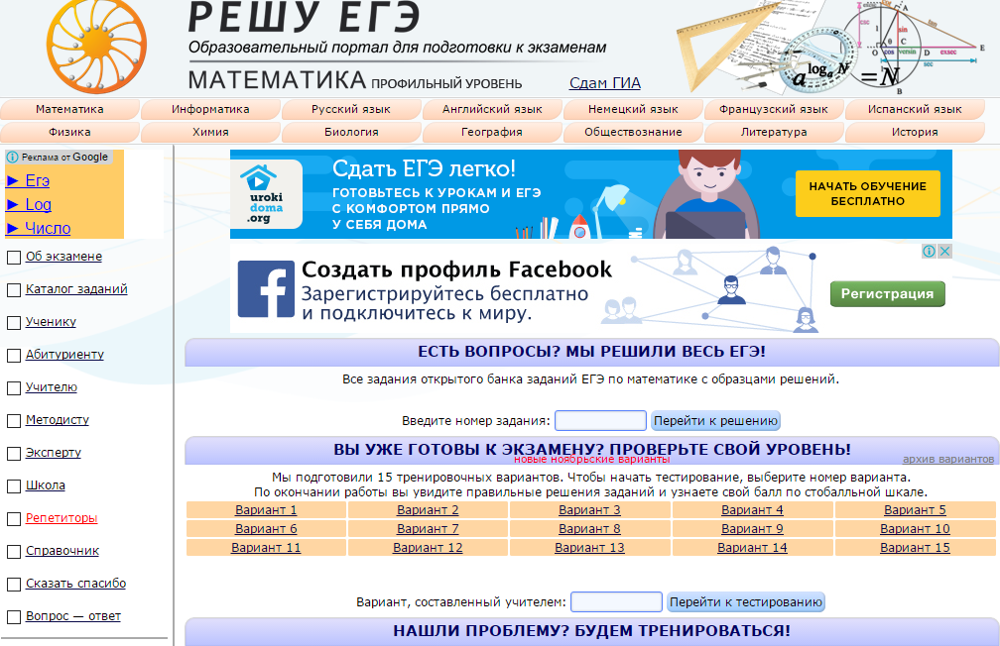 РЕШУ ЕГЭ
Образовательный портал для подготовки к экзаменам
МАТЕМАТИКА ПРОФИЛЬНЫЙ УРОВЕНЬ Сдам ГИА
Математика Информатика Русский язык Английский язык Немецкий язык Французский язык Испанский язык
Физика Химия Биология География Обществознание Литература История
Реклама от Google
► Егэ
► Log
► Число
Об экзамене
Каталог заданий
Ученику
Абитуриенту
Учителю
Методисту
Эксперту
Школа
Репетиторы
Справочник
Сказать спасибо
Вопрос — ответ
uroki
doma
.org
Сдать ЕГЭ легко!
ГОТОВЬТЕСЬ К УРОКАМ И ЕГЭ
С КОМФОРТОМ ПРЯМО
У СЕБЯ ДОМА
НАЧАТЬ ОБУЧЕНИЕ
БЕСПЛАТНО
Создать профиль Facebook
Зарегистрируйтесь бесплатно
и подключитесь к миру.
Регистрация
ЕСТЬ ВОПРОСЫ? МЫ РЕШИЛИ ВЕСЬ ЕГЭ!
Все задания открытого банка заданий ЕГЭ по математике с образцами решений.
Введите номер задания: Перейти к решению
ВЫ УЖЕ ГОТОВЫ К ЭКЗАМЕНУ? ПРОВЕРЬТЕ СВОЙ УРОВЕНЬ!
новые ноябрьские варианты архив вариантов
Мы подготовили 15 тренировочных вариантов. Чтобы начать тестирование, выберите номер варианта.
По окончании работы вы увидите правильные решения заданий и узнаете свой балл по стобалльной шкале.
Вариант 1 Вариант 2 Вариант 3 Вариант 4 Вариант 5
Вариант 6 Вариант 7 Вариант 8 Вариант 9 Вариант 10
Вариант 11 Вариант 12 Вариант 13 Вариант 14 Вариант 15
Вариант, составленный учителем: Перейти к тестированию
НАШЛИ ПРОБЛЕМУ? БУДЕМ ТРЕНИРОВАТЬСЯ!